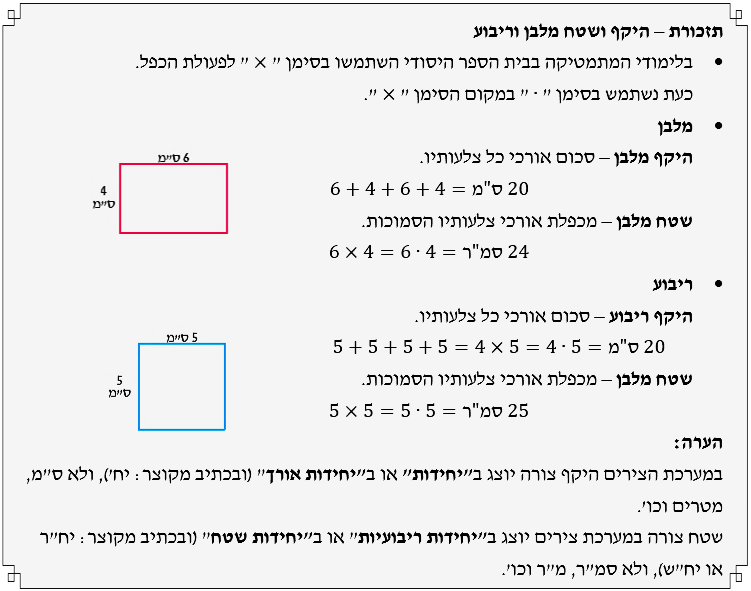 תזכורת – היקף ושטח מלבן וריבוע
• בלימודי המתמטיקה בבית הספר היסודי השתמשו בסימן "×" לפעולת הכפל.
כעת נשתמש בסימן "·" במקום הסימן "×".
• מלבן
היקף מלבן – סכום אורכי כל צלעותיו.
6 + 4 + 6 + 4 = 20 ס"מ
שטח מלבן – מכפלת אורכי צלעותיו הסמוכות.
6 × 4 = 6 · 4 = 24 סמ"ר
6 ס"מ
4
ס"מ
• ריבוע
היקף ריבוע – סכום אורכי כל צלעותיו.
5 + 5 + 5 + 5 = 4 × 5 = 4 · 5 = 20 ס"מ
שטח מלבן – מכפלת אורכי צלעותיו הסמוכות.
5 × 5 = 5 · 5 = 25 סמ"ר
5 ס"מ
5
ס"מ
הערה:
במערכת הצירים היקף צורה יוצג ב"יחידות" או ב"יחידות אורך" (ובכתיב מקוצר: יח'), ולא ס"מ,
מטרים וכו'.
שטח צורה במערכת צירים יוצג ב"יחידות ריבועיות" או ב"יחידות שטח" (ובכתיב מקוצר: יח"ר
או יח"ש), ולא סמ"ר, מ"ר וכו'.